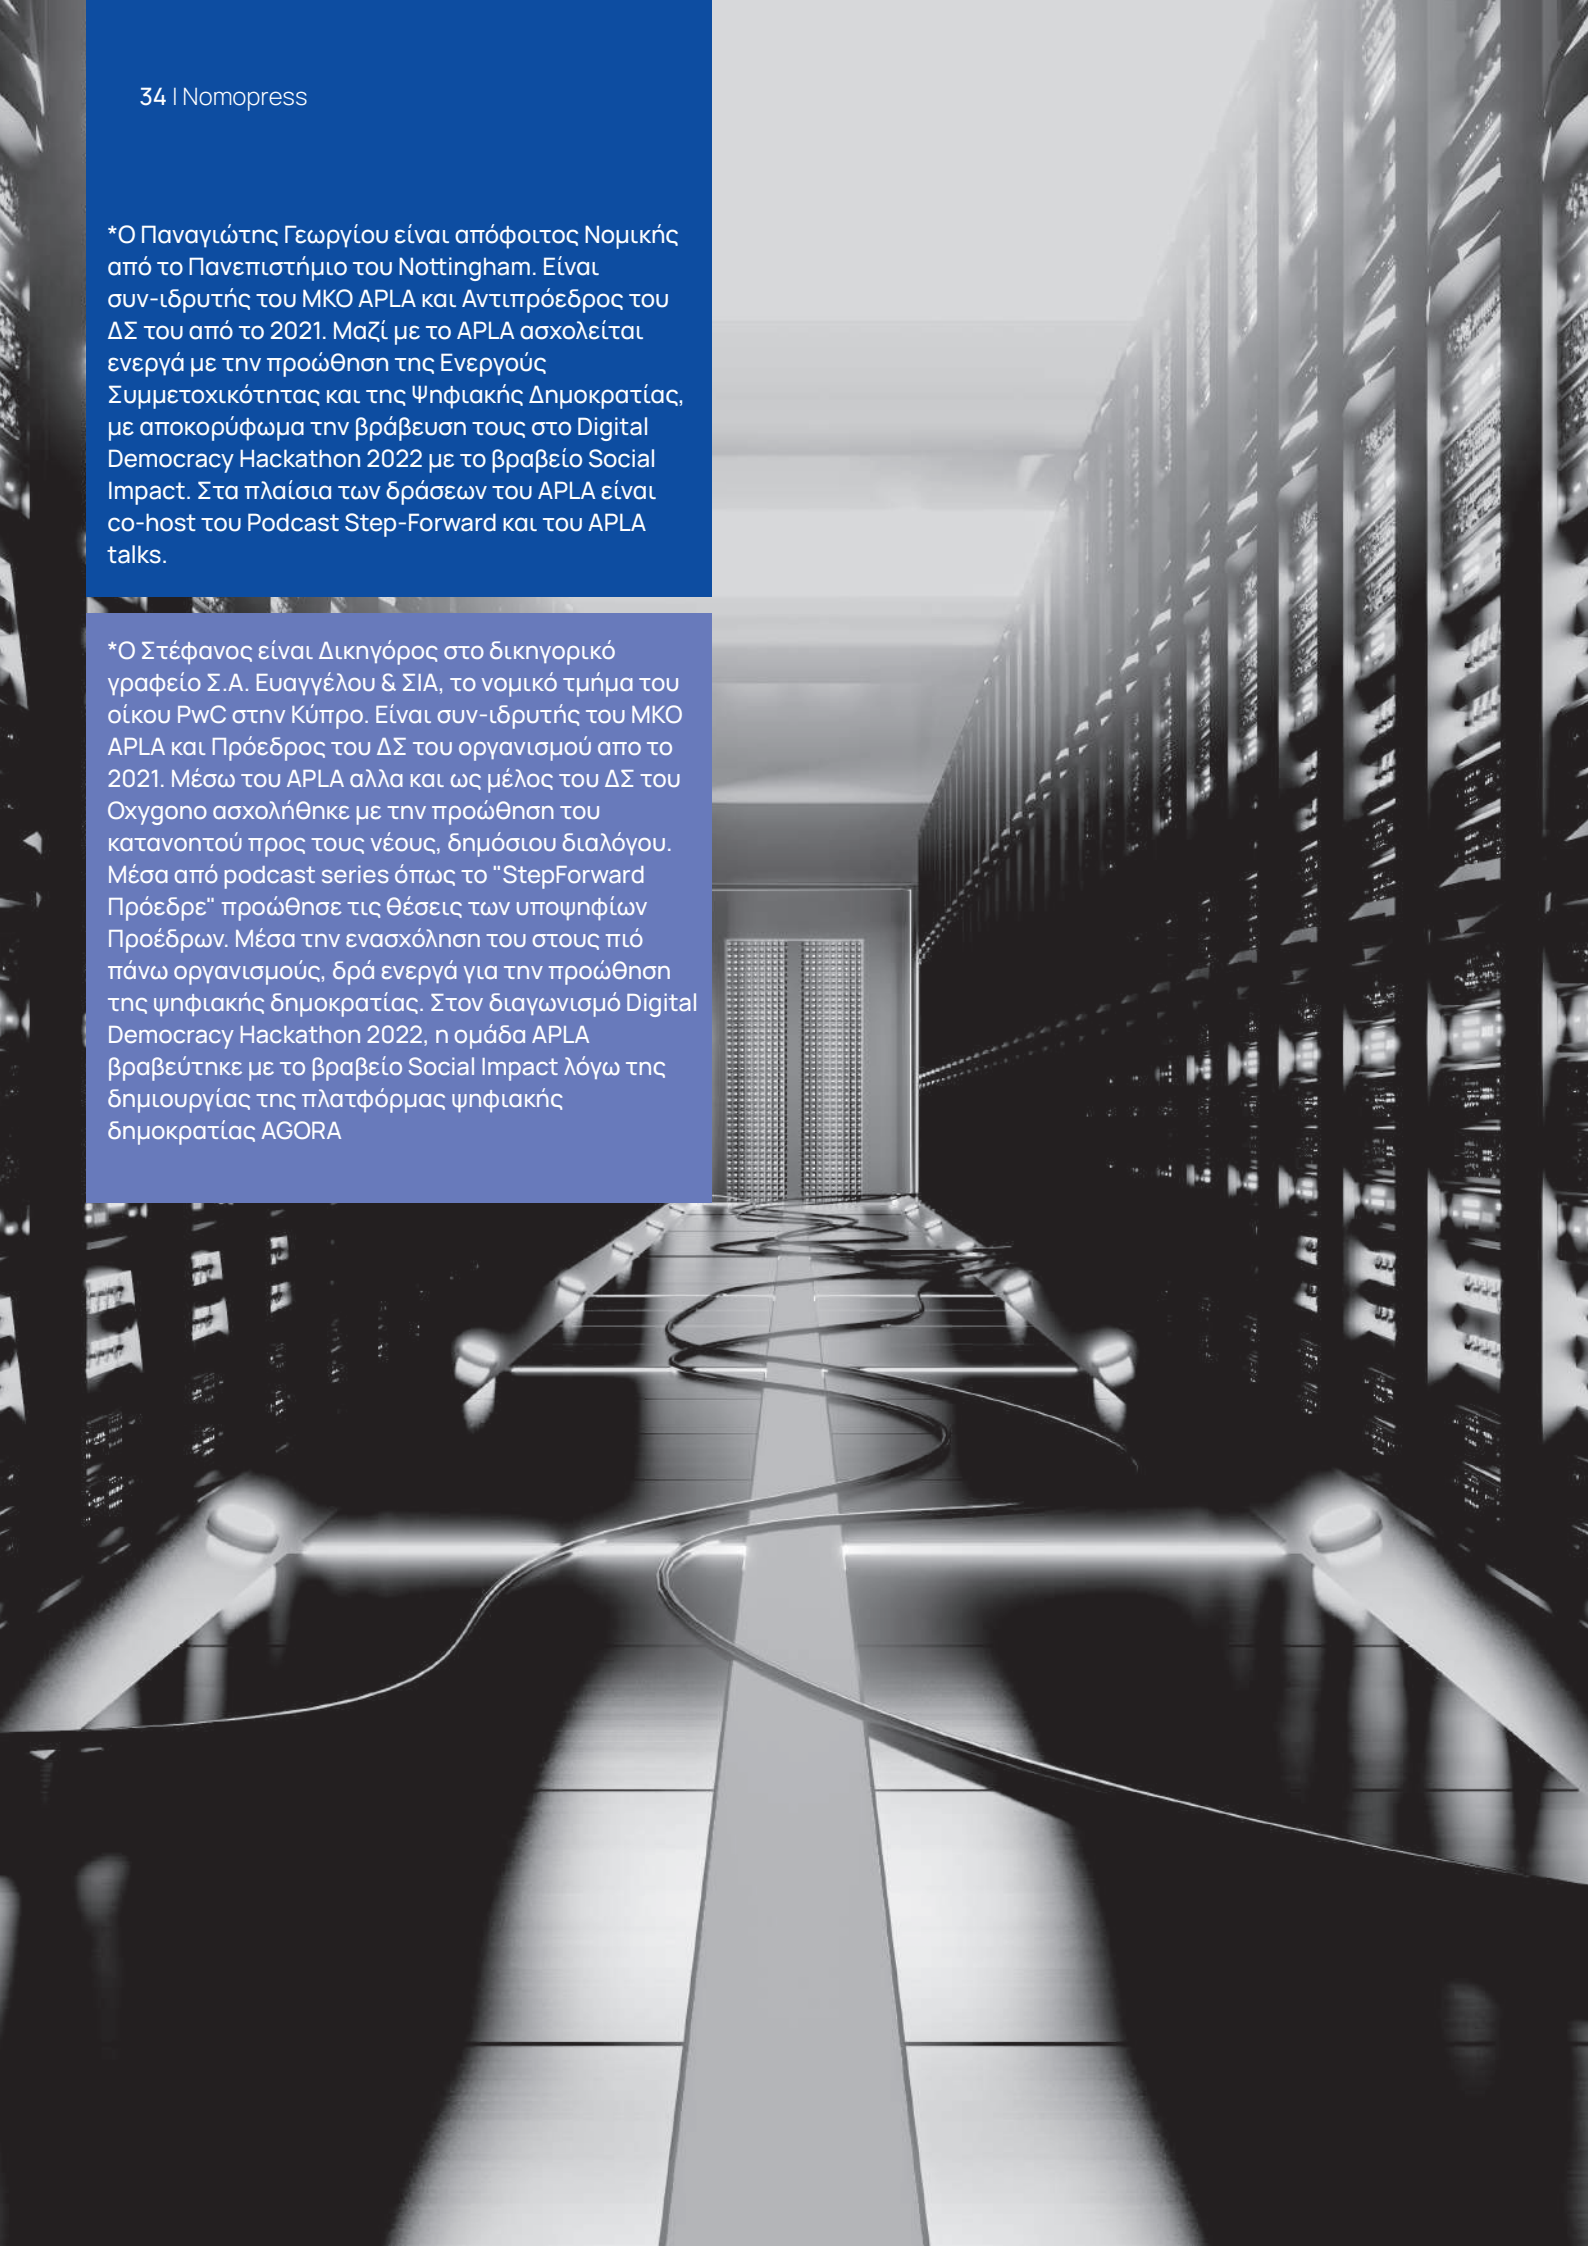 34 | Nomopress
*Ο Παναγιώτης Γεωργίου είναι απόφοιτος Νομικής
από το Πανεπιστήμιο του Nottingham. Είναι
συν-ιδρυτής του ΜΚΟ APLA και Αντιπρόεδρος του
ΔΣ του από το 2021. Μαζί με το APLA ασχολείται
ενεργά με την προώθηση της Ενεργούς
Συμμετοχικότητας και της Ψηφιακής Δημοκρατίας,
με αποκορύφωμα την βράβευση τους στο Digital
Democracy Hackathon 2022 με το βραβείο Social
Impact. Στα πλαίσια των δράσεων του APLA είναι
co-host του Podcast Step-Forward και του APLA
talks.
*Ο Στέφανος είναι Δικηγόρος στο δικηγορικό
γραφείο Σ.Α. Ευαγγέλου & ΣΙΑ, το νομικό τμήμα του
οίκου PwC στην Κύπρο. Είναι συν-ιδρυτής του ΜΚΟ
APLA και Πρόεδρος του ΔΣ του οργανισμού απο το
2021. Μέσω του APLA αλλα και ως μέλος του ΔΣ του
Oxygono ασχολήθηκε με την προώθηση του
κατανοητού προς τους νέους, δημόσιου διαλόγου.
Μέσα από podcast series όπως το "StepForward
Πρόεδρε" προώθησε τις θέσεις των υποψηφίων
Προέδρων. Μέσα την ενασχόληση του στους πιό
πάνω οργανισμούς, δρά ενεργά για την προώθηση
της ψηφιακής δημοκρατίας. Στον διαγωνισμό Digital
Democracy Hackathon 2022, η ομάδα APLA
βραβεύτηκε με το βραβείο Social Impact λόγω της
δημιουργίας της πλατφόρμας ψηφιακής
δημοκρατίας AGORA